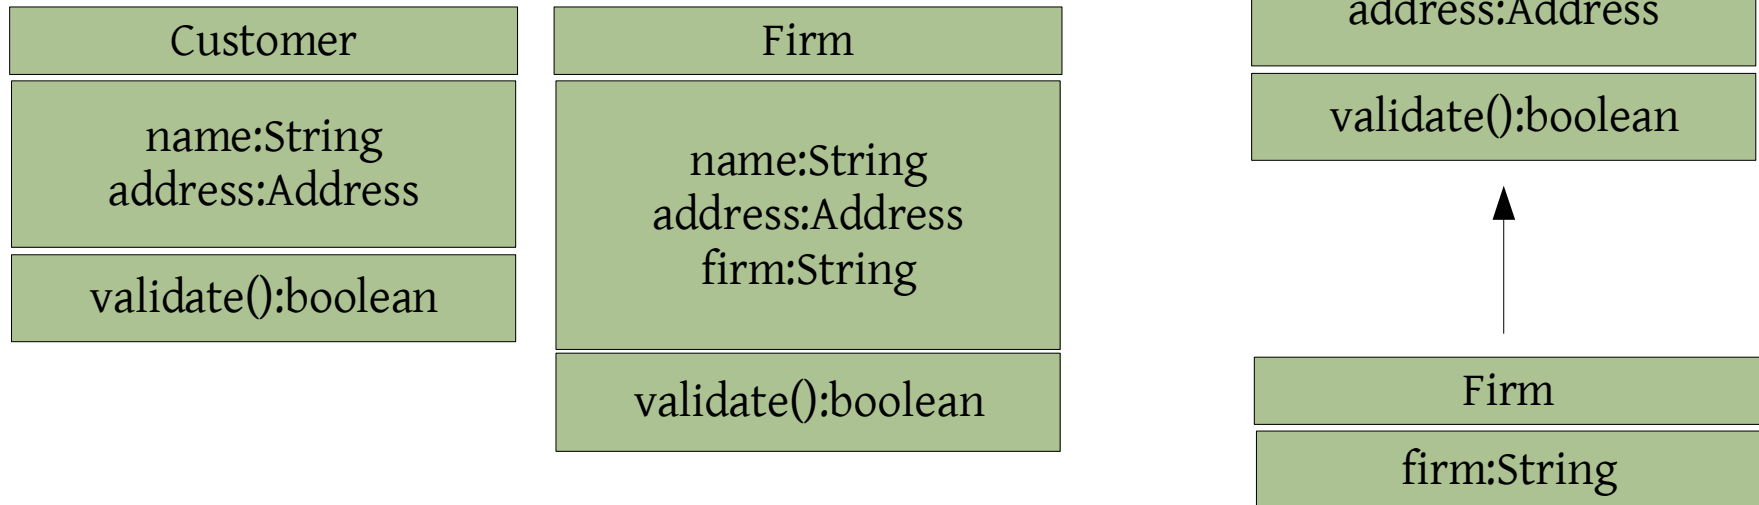 Customer
name:String
address:Address
validate():boolean
Firm
name:String
address:Address
firm:String
validate():boolean
address:Address
validate():boolean
Firm
firm:String